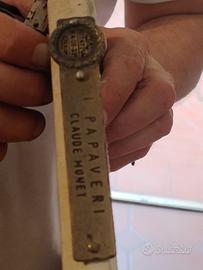 I PAPAVERI
CLAUDE MONET
subito